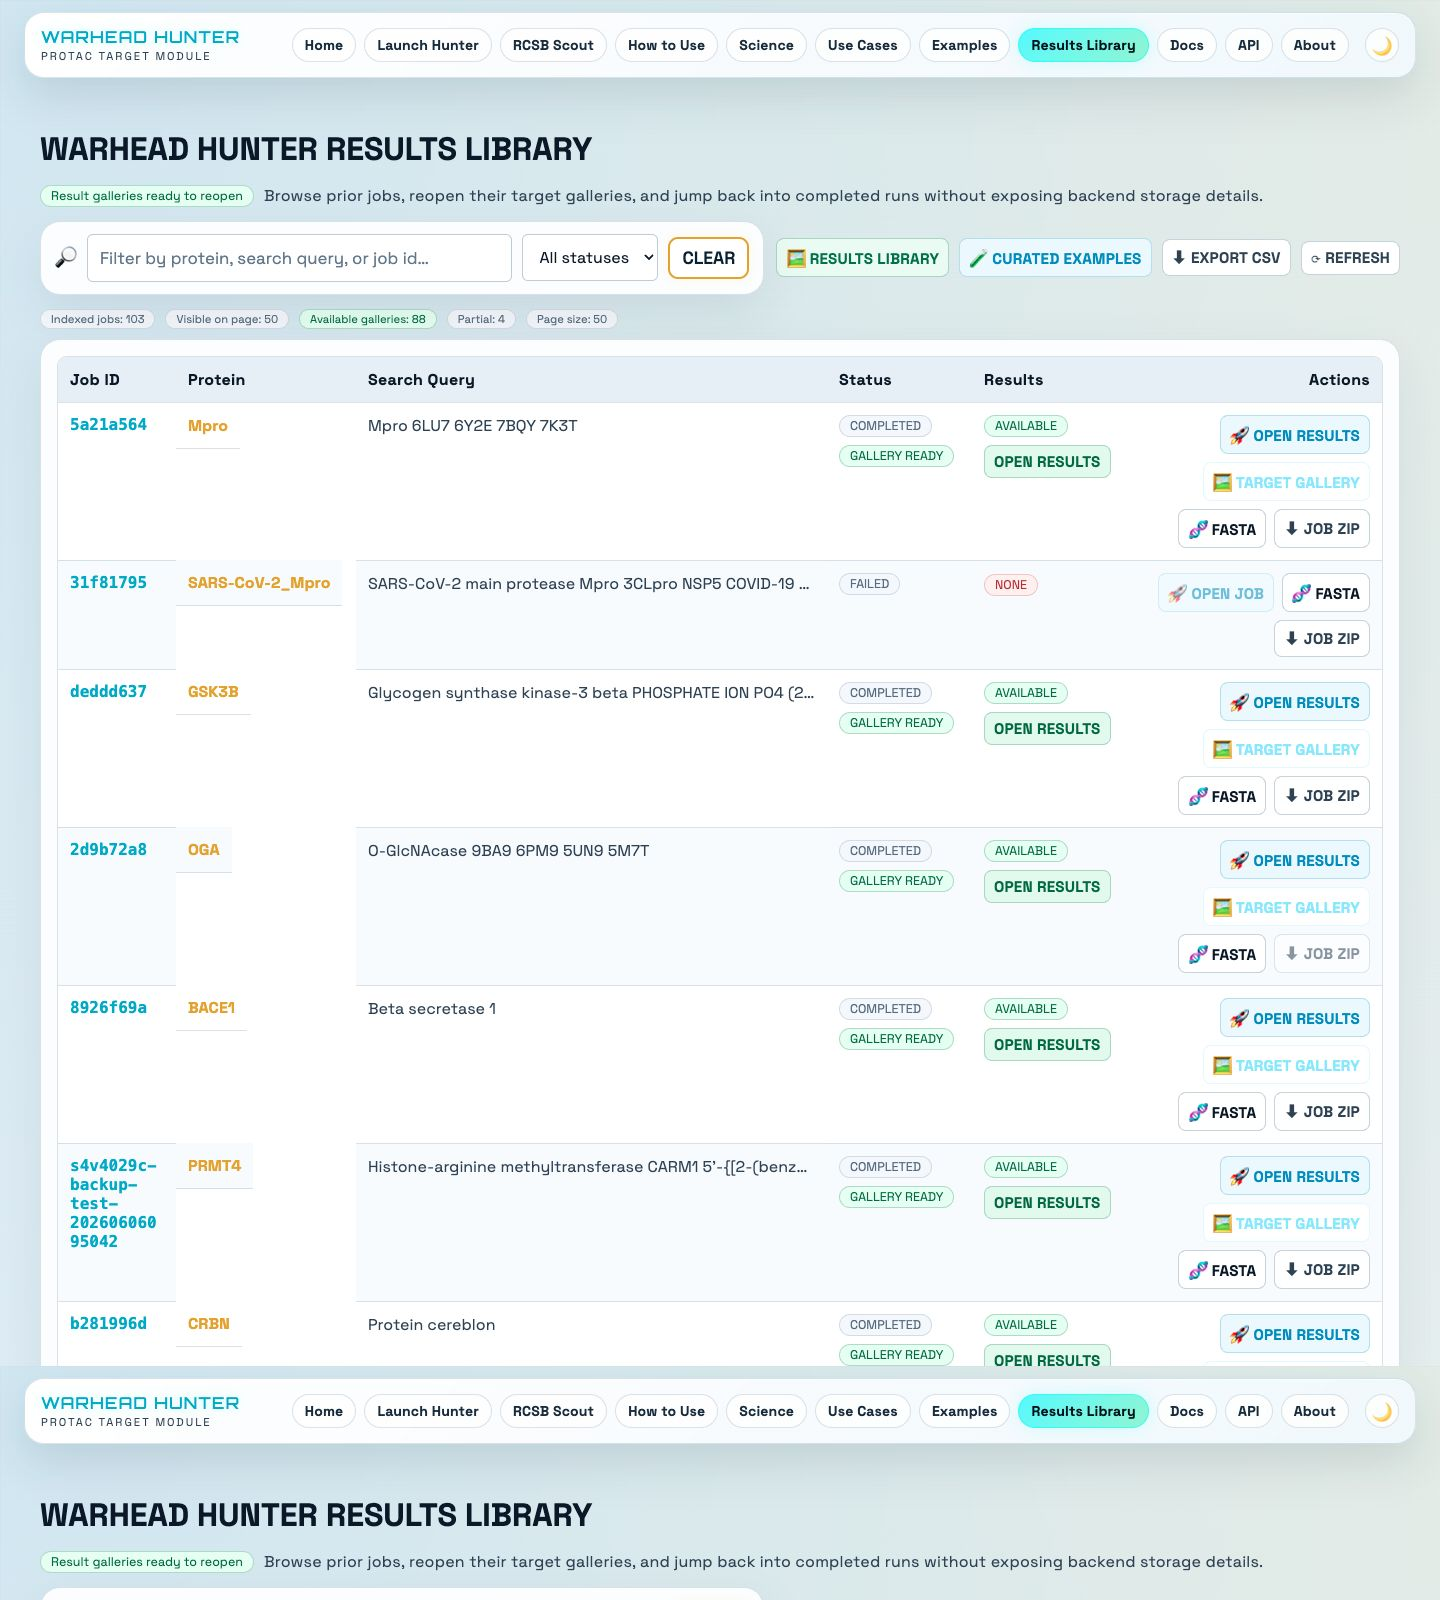 WARHEAD HUNTER
PROTAC TARGET MODULE
Home
Launch Hunter
RCSB Scout
How to Use
Science
Use Cases
Examples
Results Library
Docs
API
About
WARHEAD HUNTER RESULTS LIBRARY
Result galleries ready to reopen
Browse prior jobs, reopen their target galleries, and jump back into completed runs without exposing backend storage details.
Filter by protein, search query, or job id...
All statuses
CLEAR
RESULTS LIBRARY
CURATED EXAMPLES
EXPORT CSV
REFRESH
Indexed jobs: 103
Visible on page: 50
Available galleries: 88
Partial: 4
Page size: 50
Job ID
Protein
Search Query
Status
Results
Actions
5a21a564
Mpro
Mpro 6LU7 6Y2E 7BQY 7K3T
COMPLETED
GALLERY READY
AVAILABLE
OPEN RESULTS
OPEN RESULTS
TARGET GALLERY
FASTA
JOB ZIP
31f81795
SARS-CoV-2_Mpro
SARS-CoV-2 main protease Mpro 3CLpro NSP5 COVID-19 ...
FAILED
NONE
OPEN JOB
FASTA
JOB ZIP
deddd637
GSK3B
Glycogen synthase kinase-3 beta PHOSPHATE ION PO4 (2...
COMPLETED
GALLERY READY
AVAILABLE
OPEN RESULTS
OPEN RESULTS
TARGET GALLERY
FASTA
JOB ZIP
2d9b72a8
OGA
O-GlcNAcase 9BA9 6PM9 5UN9 5M7T
COMPLETED
GALLERY READY
AVAILABLE
OPEN RESULTS
OPEN RESULTS
TARGET GALLERY
FASTA
JOB ZIP
8926f69a
BACE1
Beta secretase 1
COMPLETED
GALLERY READY
AVAILABLE
OPEN RESULTS
OPEN RESULTS
TARGET GALLERY
FASTA
JOB ZIP
s4v4029c-
backup-
test-
202606060
95042
PRMT4
Histone-arginine methyltransferase CARM1 5'-{[2-(benz...
COMPLETED
GALLERY READY
AVAILABLE
OPEN RESULTS
OPEN RESULTS
TARGET GALLERY
FASTA
JOB ZIP
b281996d
CRBN
Protein cereblon
COMPLETED
GALLERY READY
AVAILABLE
OPEN RESULTS
OPEN RESULTS
WARHEAD HUNTER
PROTAC TARGET MODULE
Home
Launch Hunter
RCSB Scout
How to Use
Science
Use Cases
Examples
Results Library
Docs
API
About
WARHEAD HUNTER RESULTS LIBRARY
Result galleries ready to reopen
Browse prior jobs, reopen their target galleries, and jump back into completed runs without exposing backend storage details.